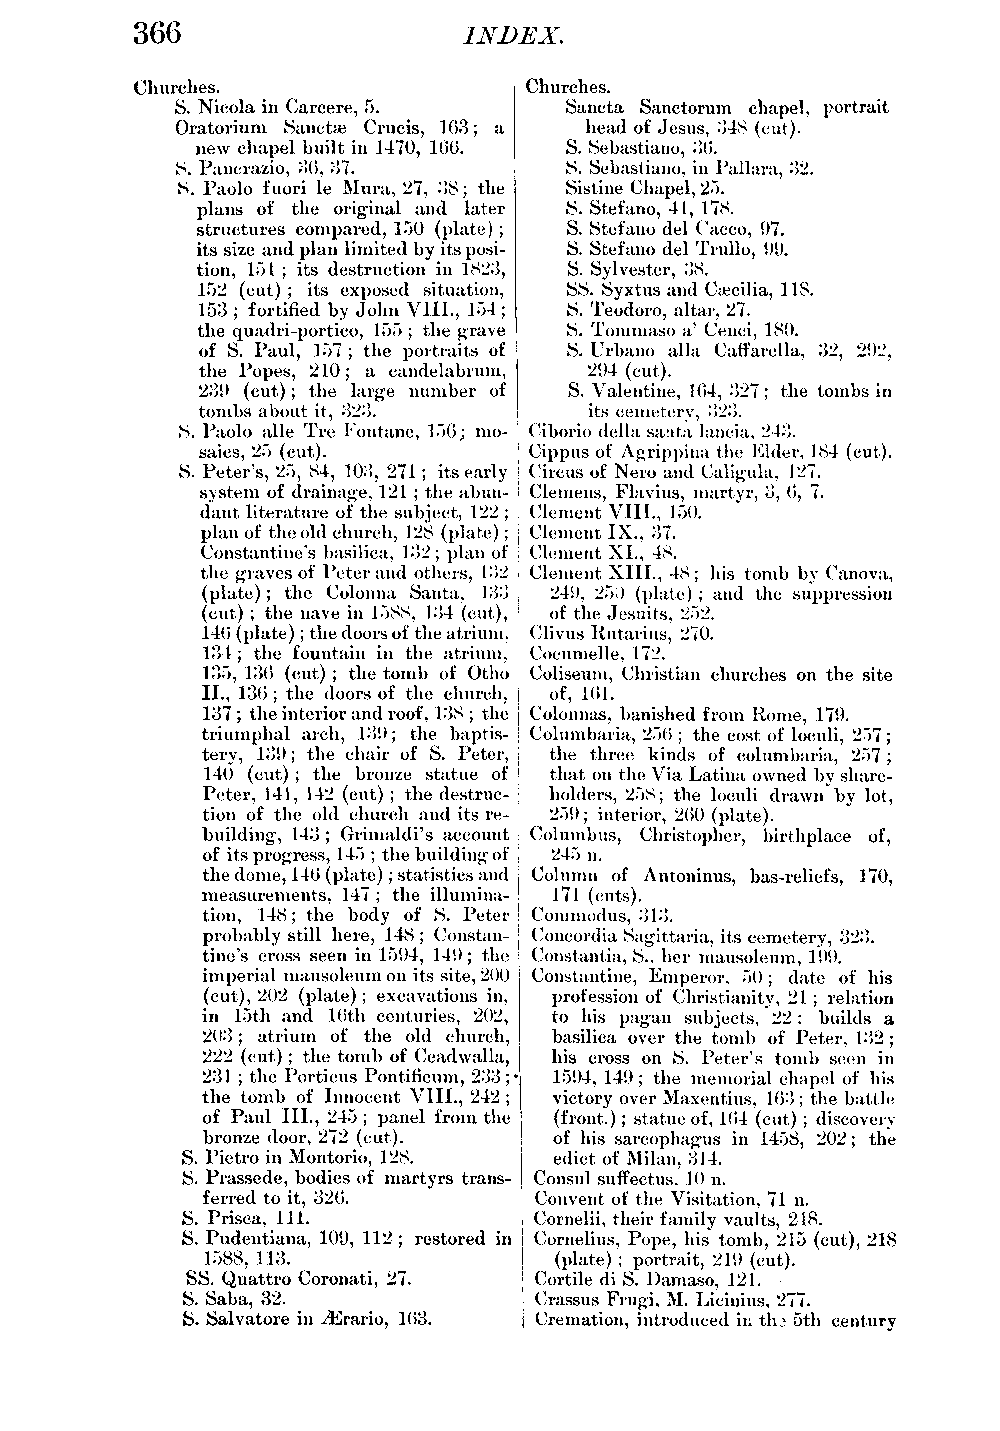 366
INDEX.
Churches.
S. Nicola in Carcere, 5.
Oratorium Sanctæ Crucis, 163; a
new chapel built in 1470, 166.
S. Pancrazio, 36, 37.
S. Paolo fuori le Mura, 27, 38; the
plans of the original and later
structures compared, 150 (plate);
its size and plan limited by its posi-
tion, 151; its destruction in 1823,
152 (cut); its exposed situation,
153; fortified by John VIII., 154;
the quadri-portico, 155; the grave
of S. Paul, 157; the portraits of
the Popes, 210; a candelabrum,
239 (cut); the large number of
tombs about it, 323.
S. Paolo alle Tre Fontane, 156; mo-
saics, 25 (cut).
S. Peter's, 25, 84, 103, 271; its early
system of drainage, 121; the abun-
dant literature of the subject, 122;
plan of the old church, 128 (plate);
Constantine's basilica, 132; plan of
the graves of Peter and others, 132
(plate); the Colonna Santa, 133
(cut); the nave in 1588, 134 (cut),
146 (plate); the doors of the atrium,
134; the fountain in the atrium,
135, 136 (cut); the tomb of Otho
II., 136; the doors of the church,
137; the interior and roof, 138; the
triumphal arch, 139; the baptis-
tery, 139; the chair of S. Peter,
140 (cut); the bronze statue of
Peter, 141, 142 (cut); the destruc-
tion of the old church and its re-
building, 143; Grimaldi's account
of its progress, 145; the building of
the dome, 146 (plate); statistics and
measurements, 147; the illumina-
tion, 148; the body of S. Peter
probably still here, 148; Constan-
tine's cross seen in 1594, 149; the
imperial mausoleum on its site, 200
(cut), 202 (plate); excavations in,
in 15th and 16th centuries, 202,
203; atrium of the old church,
222 (cut); the tomb of Ceadwalla,
231; the Porticus Pontificum, 233;
the tomb of Innocent VIII., 242;
of Paul III., 245; panel from the
bronze door, 272 (cut).
S. Pietro in Montorio, 128.
S. Prassede, bodies of martyrs trans-
ferred to it, 326.
S. Prisca, 111.
S. Pudentiana, 109, 112; restored in
1588, 113.
SS. Quattro Coronati, 27.
S. Saba, 32.
S. Salvatore in Ærario, 163.
Churches.
Sancta Sanctorum chapel, portrait
head of Jesus, 348 (cut).
S. Sebastiano, 36.
S. Sebastiano, in Pallara, 32.
Sistine Chapel, 25.
S. Stefano, 41, 178.
S. Stefano del Cacco, 97.
S. Stefano del Trullo, 99.
S. Sylvester, 38.
SS. Syxtus and Cæcilia, 118.
S. Teodoro, altar, 27.
S. Tommaso a' Cenci, 180.
S. Urbano alla Caffarella, 32, 292,
294 (cut).
S. Valentine, 164, 327; the tombs in
its cemetery, 323.
Ciborio della santa lancia, 243.
Cippus of Agrippina the Elder, 184 (cut).
Circus of Nero and Caligula, 127.
Clemens, Flavius, martyr, 3, 6, 7.
Clement VIII., 150.
Clement IX., 37.
Clement XI., 48.
Clement XIII., 48; his tomb by Canova,
249, 250 (plate); and the suppression
of the Jesuits, 252.
Clivus Rutarius, 270.
Cocumelle, 172.
Coliseum, Christian churches on the site
of, 161.
Colonnas, banished from Rome, 179.
Columbaria, 256; the cost of loculi, 257;
the three kinds of columbaria, 257;
that on the Via Latina owned by share-
holders, 258; the loculi drawn by lot,
259; interior, 260 (plate).
Columbus, Christopher, birthplace of,
245 n.
Column of Antoninus, bas-reliefs, 170,
171 (cuts).
Commodus, 313.
Concordia Sagittaria, its cemetery, 323.
Constantia, S., her mausoleum, 199.
Constantine, Emperor, 50; date of his
profession of Christianity, 21; relation
to his pagan subjects, 22: builds a
basilica over the tomb of Peter, 132;
his cross on S. Peter's tomb seen in
1594, 149; the memorial chapel of his
victory over Maxentius, 163; the battle
(front.); statue of, 164 (cut); discovery
of his sarcophagus in 1458, 202; the
edict of Milan, 314.
Consul suffectus, 10 n.
Convent of the Visitation, 71 n.
Cornelii, their family vaults, 218.
Cornelius, Pope, his tomb, 215 (cut), 218
(plate); portrait, 219 (cut).
Cortile di S. Damaso, 121.
Crassus Frugi, M. Licinius, 277.
Cremation, introduced in the 5th century